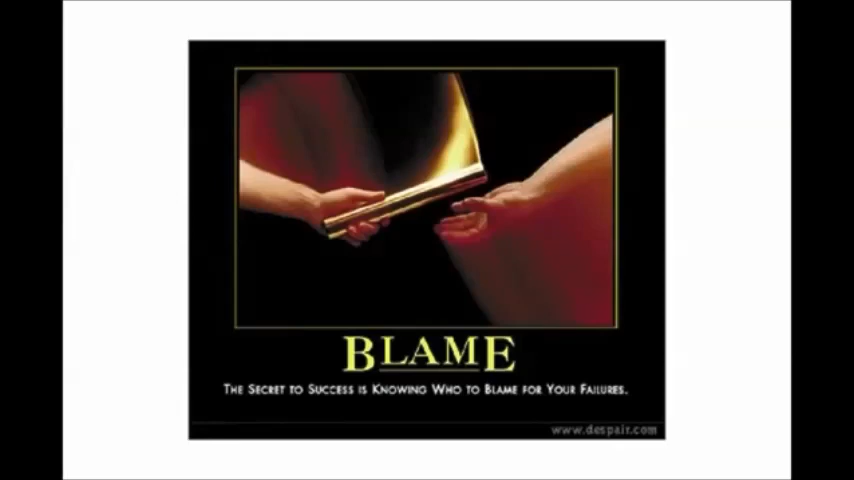 BLAME
THE SECRET TO SUCCESS IS KNOWING WHO TO BLAME FOR YOUR FAILURES.
www.despair.com